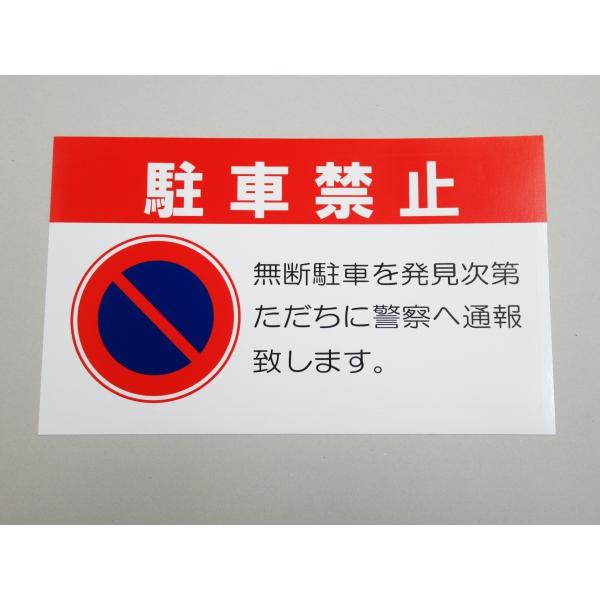 駐車禁止
無断駐車を発見次第
ただちに警察へ通報
致します。